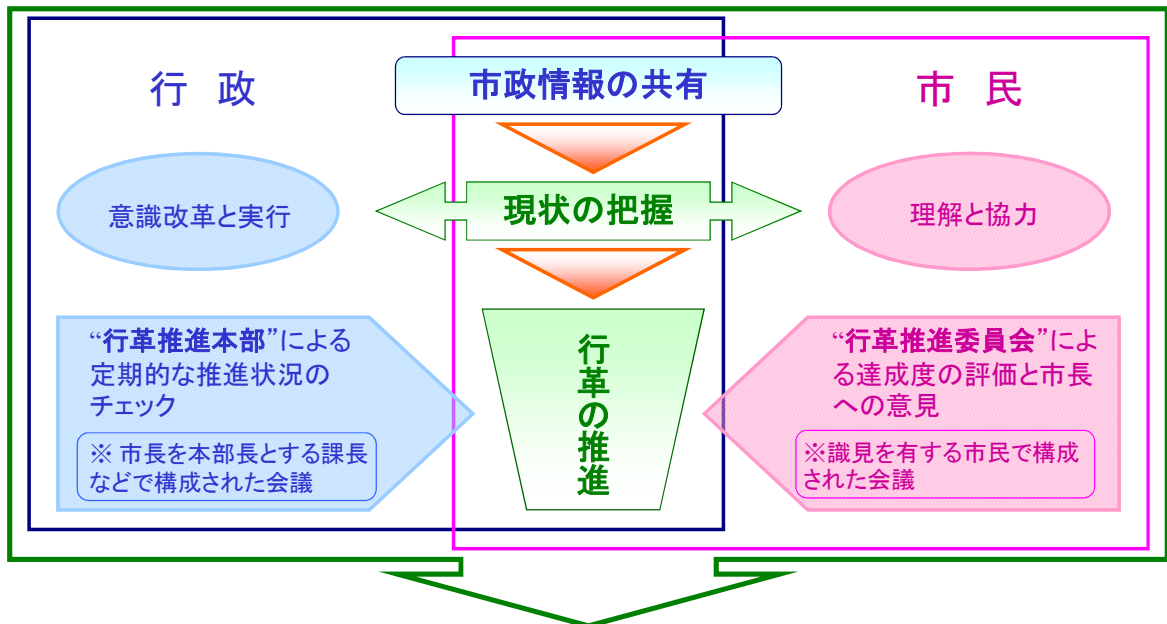 行 政
市政情報の共有
市 民
意識改革と実行
現状の把握
理解と協力
“行革推進本部”による
定期的な推進状況の
チェック
※ 市長を本部長とする課長
などで構成された会議
行革の推進
“行革推進委員会”によ
る達成度の評価と市長
への意見
※識見を有する市民で構成
された会議